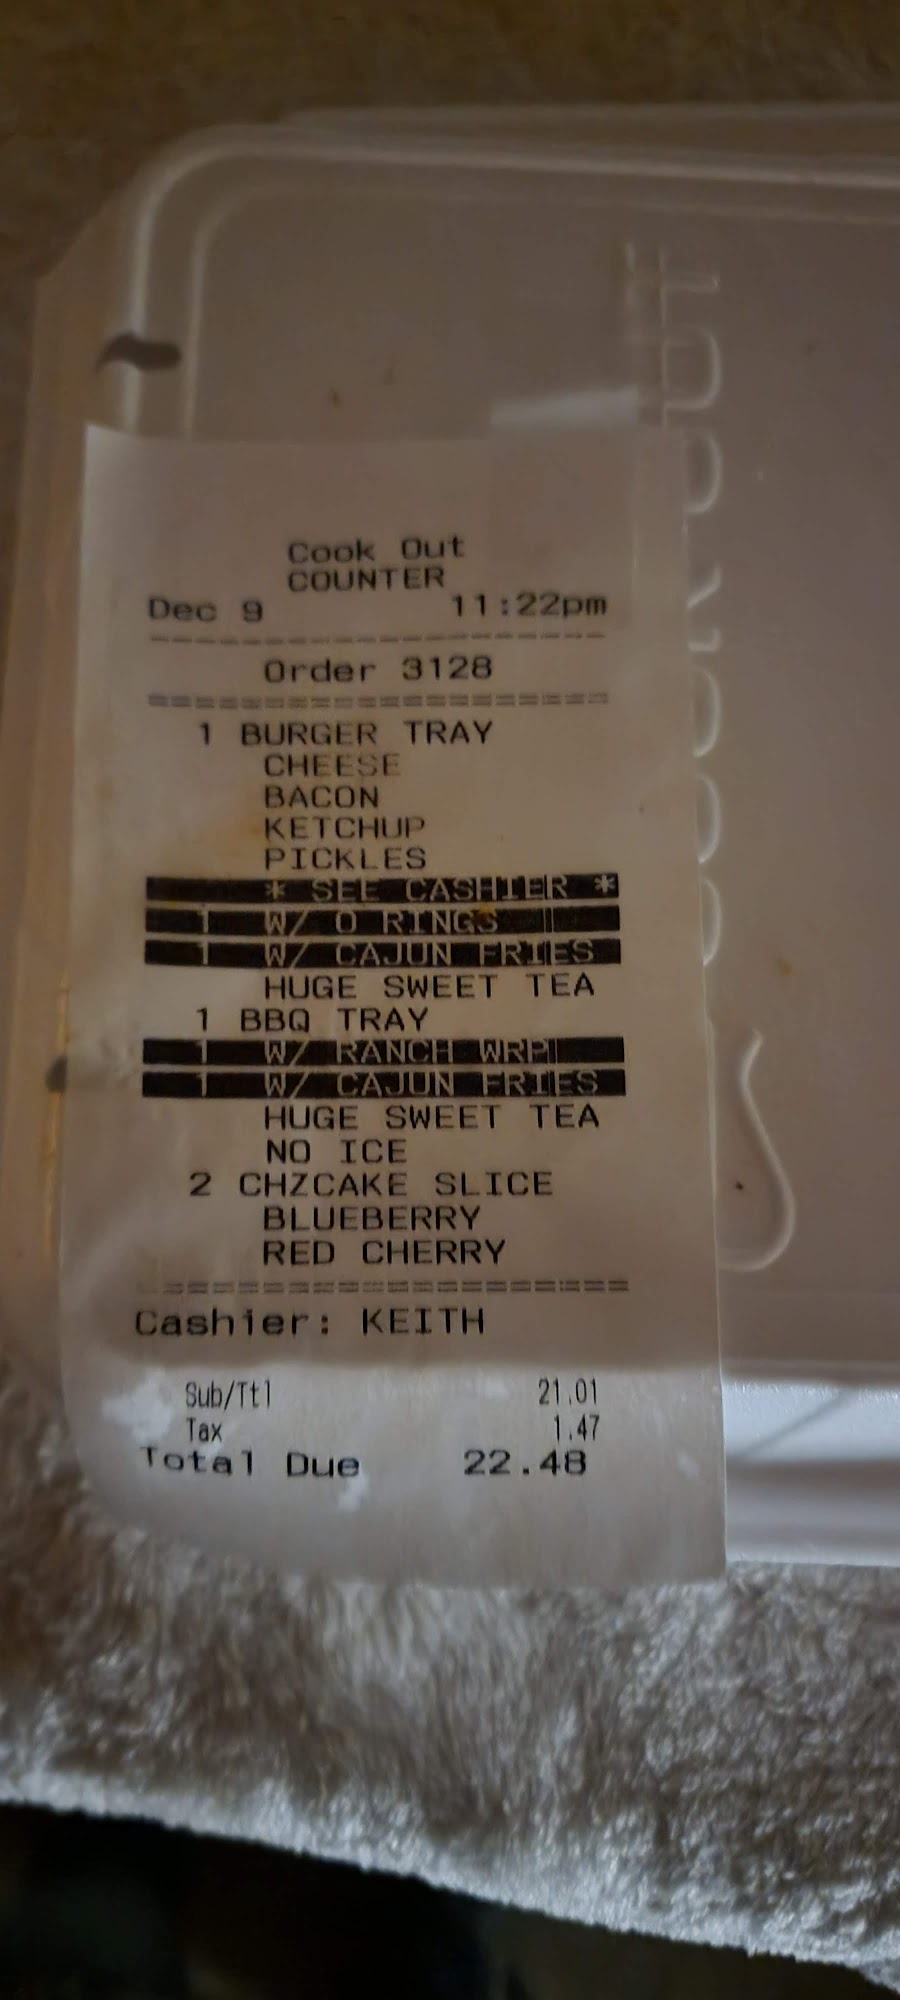 Cook Out
COUNTER
Dec 9 11:22pm
--------------------
Order 3128
====================
1 BURGER TRAY
CHEESE
BACON
KETCHUP
PICKLES
* SEE CASHIER *
1 W/ O RINGS
1 W/ CAJUN FRIES
HUGE SWEET TEA
1 BBQ TRAY
1 W/ RANCH WRP
1 W/ CAJUN FRIES
HUGE SWEET TEA
NO ICE
2 CHZCAKE SLICE
BLUEBERRY
RED CHERRY
====================
Cashier: KEITH
Sub/Ttl 21.01
Tax 1.47
Total Due 22.48